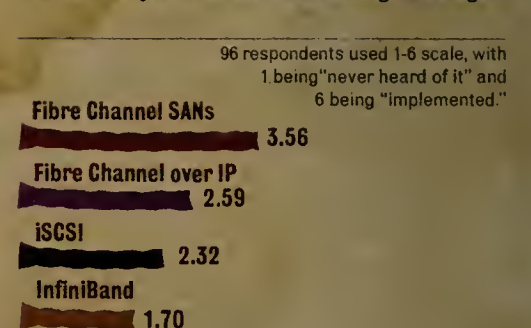 96 respondents used 1-6 scale, with
1 being "never heard of it" and
6 being "implemented."
Fibre Channel SANs
3.56
Fibre Channel over IP
2.59
iSCSI
2.32
InfiniBand
1.70